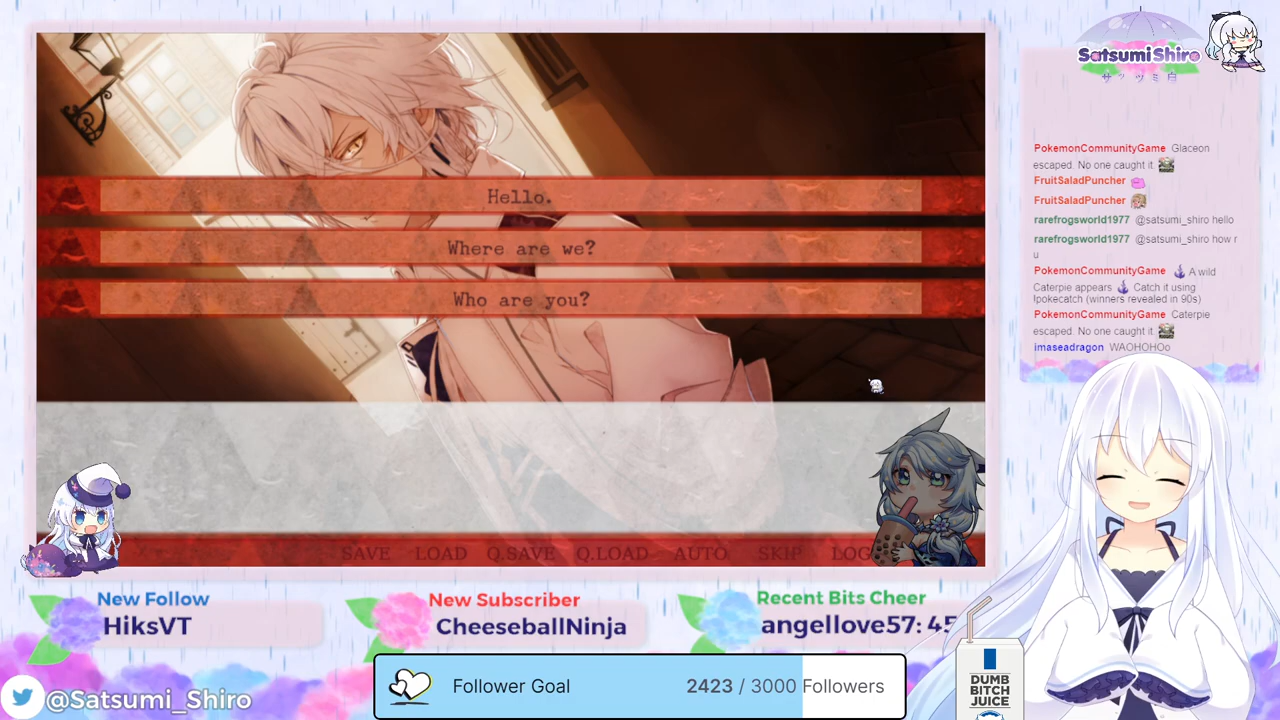 SatsumiShiro
サッツミ白
PokemonCommunityGame Glaceon
escaped. No one caught it
FruitSaladPuncher
FruitSaladPuncher
rarefrogsworld1977 @satsumi_shiro hello
rarefrogsworld1977 @satsumi_shiro how r
u
PokemonCommunityGame A wild
Caterpie appears Catch it using
!pokecatch (winners revealed in 90s)
PokemonCommunityGame Caterpie
escaped. No one caught it
imaseadragon WAOHOHOo
Hello.
Where are we?
Who are you?
SAVE LOAD Q.SAVE Q.LOAD AUTO SKIP LOG
New Follow
HiksVT
New Subscriber
CheeseballNinja
Recent Bits Cheer
angellove57: 45
@Satsumi_Shiro
Follower Goal 2423 / 3000 Followers
DUMB
BITCH
JUICE